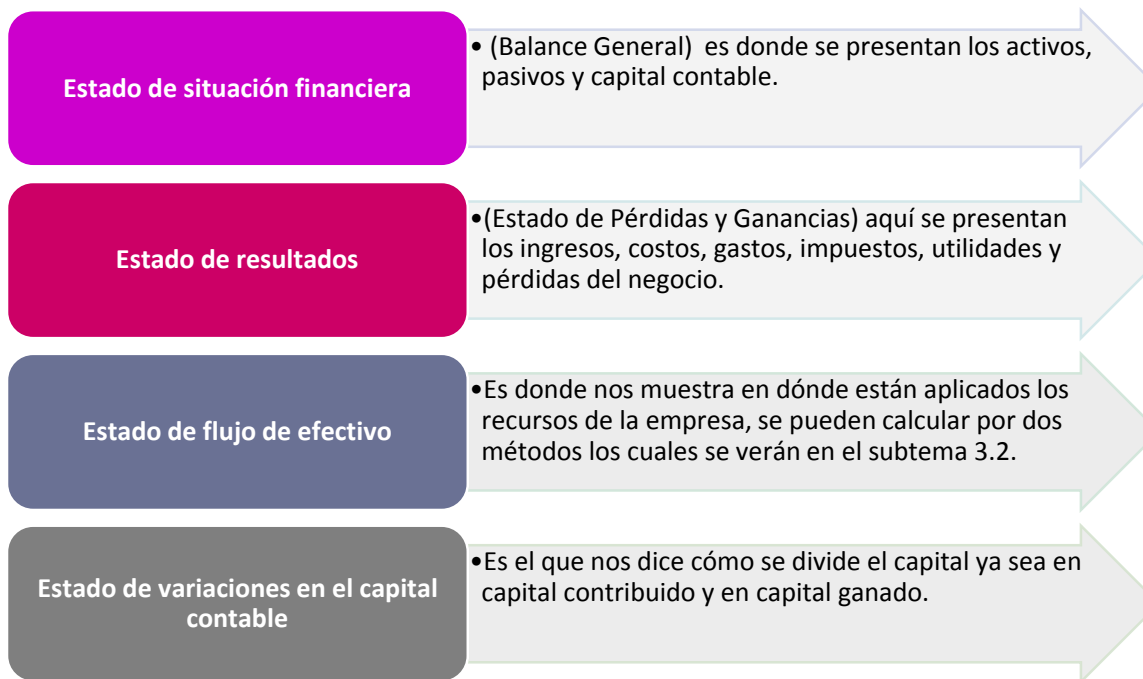 Estado de situación financiera
• (Balance General) es donde se presentan los activos,
pasivos y capital contable.
Estado de resultados
•(Estado de Pérdidas y Ganancias) aquí se presentan
los ingresos, costos, gastos, impuestos, utilidades y
pérdidas del negocio.
Estado de flujo de efectivo
•Es donde nos muestra en dónde están aplicados los
recursos de la empresa, se pueden calcular por dos
métodos los cuales se verán en el subtema 3.2.
Estado de variaciones en el capital
contable
•Es el que nos dice cómo se divide el capital ya sea en
capital contribuido y en capital ganado.